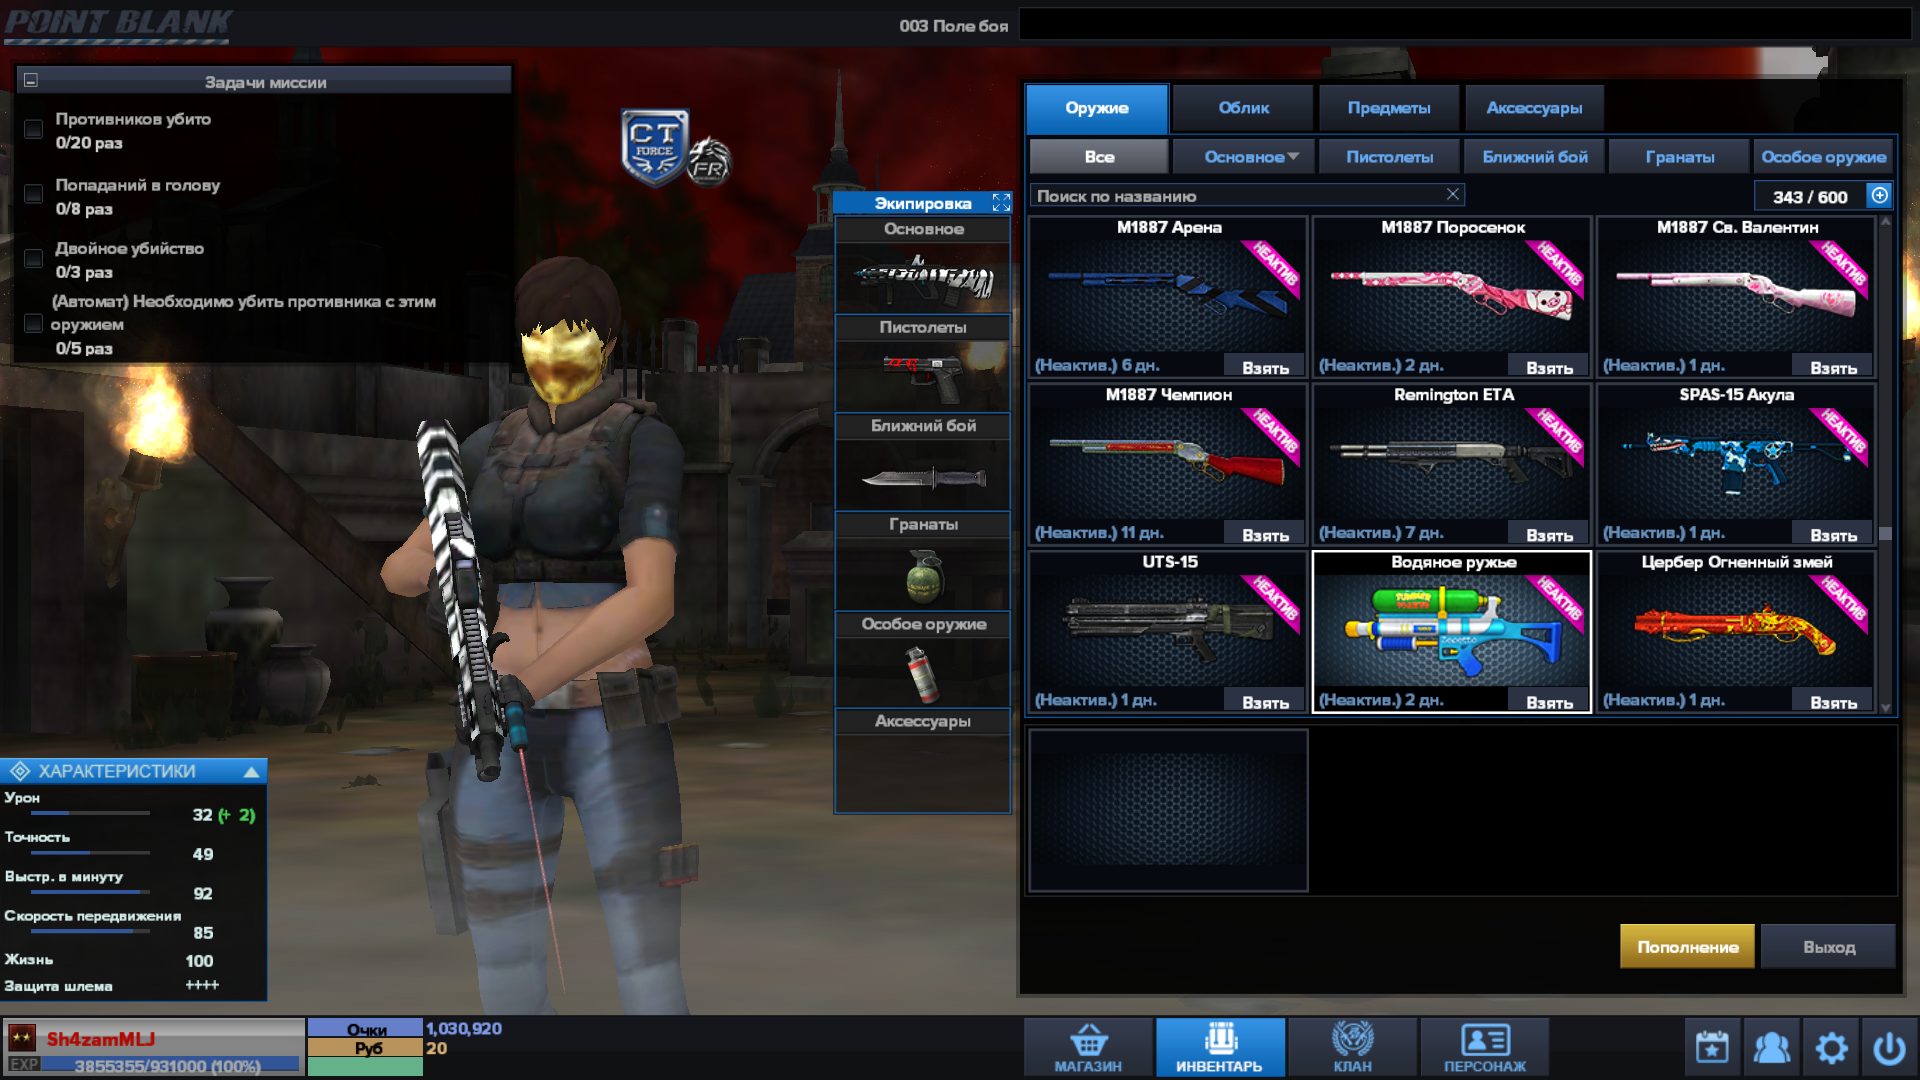 POINT BLANK
003 Поле боя
Задачи миссии
Противников убито
0/20 раз
Попаданий в голову
0/8 раз
Двойное убийство
0/3 раз
(Автомат) Необходимо убить противника с этим
оружием
0/5 раз
CT
FORCE
FR
Экипировка
Основное
Пистолеты
Ближний бой
Гранаты
Особое оружие
Аксессуары
Оружие
Облик
Предметы
Аксессуары
Все
Основное
Пистолеты
Ближний бой
Гранаты
Особое оружие
Поиск по названию
343 / 600
M1887 Арена
НЕАКТИВ
(Неактив.) 6 дн.
Взять
M1887 Поросенок
НЕАКТИВ
(Неактив.) 2 дн.
Взять
M1887 Св. Валентин
НЕАКТИВ
(Неактив.) 1 дн.
Взять
M1887 Чемпион
НЕАКТИВ
(Неактив.) 11 дн.
Взять
Remington ETA
НЕАКТИВ
(Неактив.) 7 дн.
Взять
SPAS-15 Акула
НЕАКТИВ
(Неактив.) 1 дн.
Взять
UTS-15
НЕАКТИВ
(Неактив.) 1 дн.
Взять
Водяное ружье
НЕАКТИВ
Zepetto
(Неактив.) 2 дн.
Взять
Цербер Огненный змей
НЕАКТИВ
(Неактив.) 1 дн.
Взять
Пополнение
Выход
ХАРАКТЕРИСТИКИ
Урон
32 (+ 2)
Точность
49
Выстр. в минуту
92
Скорость передвижения
85
Жизнь
100
Защита шлема
++++
Sh4zamMLJ
EXP
3855355/931000 (100%)
Очки
1,030,920
Руб
20
МАГАЗИН
ИНВЕНТАРЬ
КЛАН
ПЕРСОНАЖ